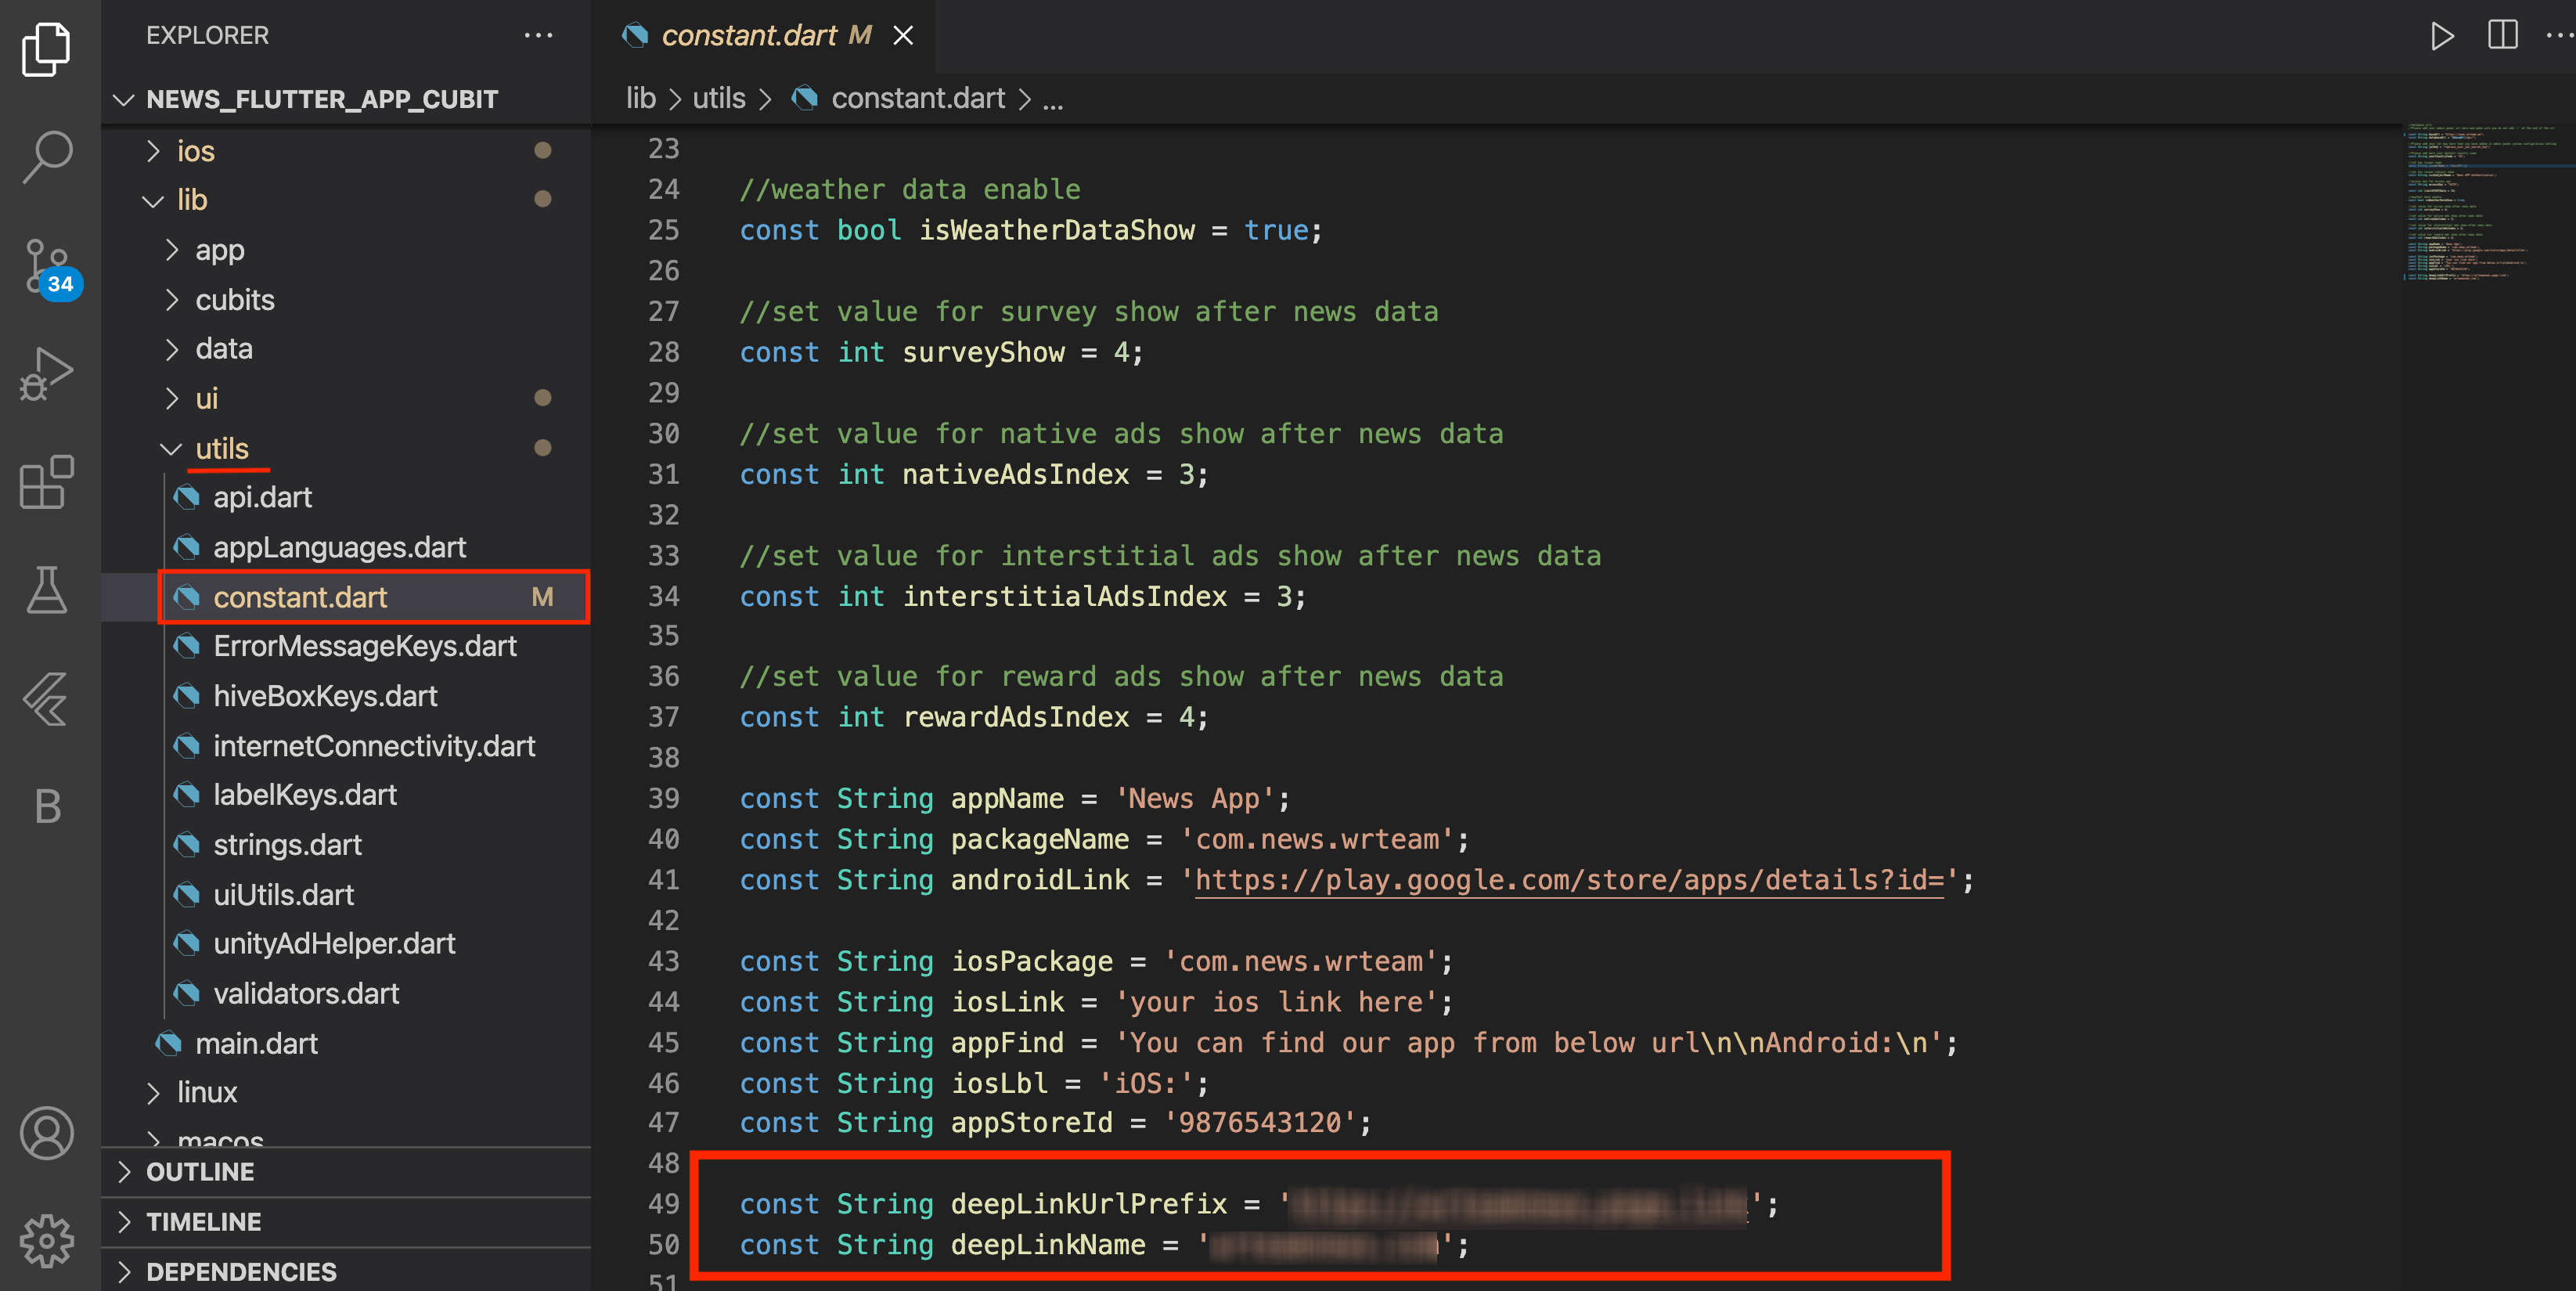 EXPLORER
NEWS_FLUTTER_APP_CUBIT
ios
lib
app
cubits
data
ui
utils
api.dart
appLanguages.dart
constant.dart M
ErrorMessageKeys.dart
hiveBoxKeys.dart
internetConnectivity.dart
labelKeys.dart
strings.dart
uiUtils.dart
unityAdHelper.dart
validators.dart
main.dart
linux
macos
OUTLINE
TIMELINE
DEPENDENCIES
34
B
constant.dart M
lib > utils > constant.dart > ...
23
24 //weather data enable
25 const bool isWeatherDataShow = true;
26
27 //set value for survey show after news data
28 const int surveyShow = 4;
29
30 //set value for native ads show after news data
31 const int nativeAdsIndex = 3;
32
33 //set value for interstitial ads show after news data
34 const int interstitialAdsIndex = 3;
35
36 //set value for reward ads show after news data
37 const int rewardAdsIndex = 4;
38
39 const String appName = 'News App';
40 const String packageName = 'com.news.wrteam';
41 const String androidLink = 'https://play.google.com/store/apps/details?id=';
42
43 const String iosPackage = 'com.news.wrteam';
44 const String iosLink = 'your ios link here';
45 const String appFind = 'You can find our app from below url\n\nAndroid:\n';
46 const String iosLbl = 'iOS:';
47 const String appStoreId = '9876543120';
48
49 const String deepLinkUrlPrefix = '';
50 const String deepLinkName = '';
51